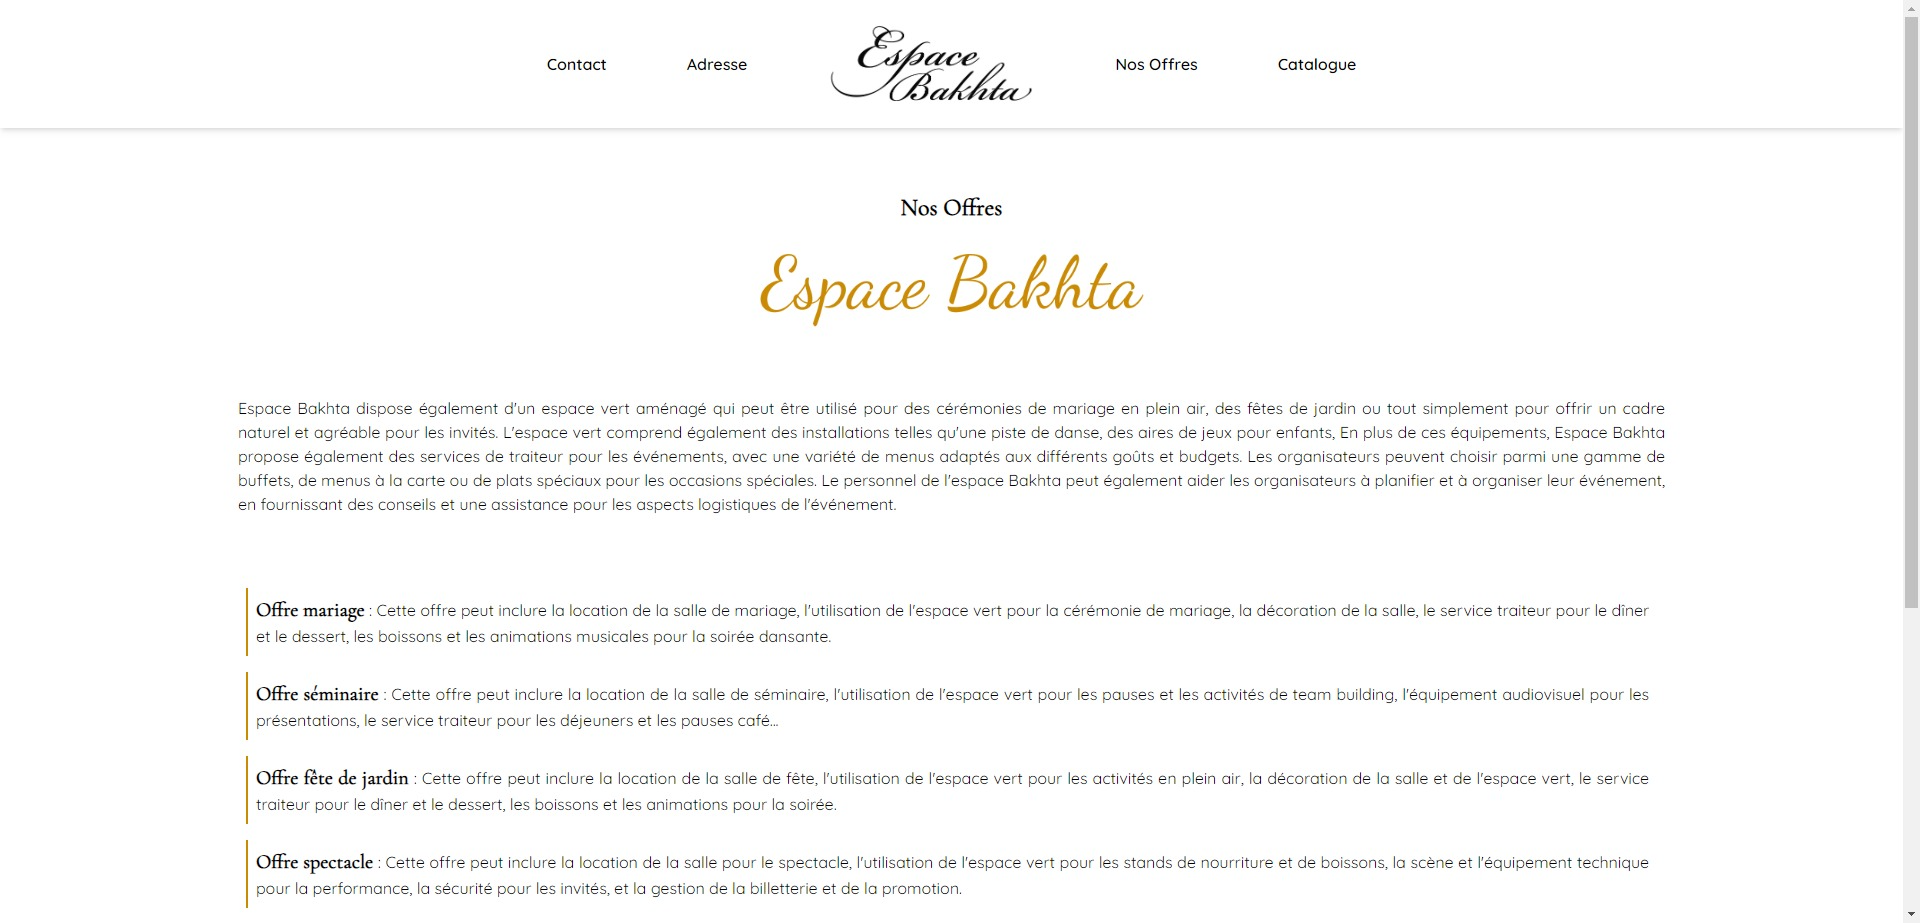 Contact
Adresse
Espace
Bakhta
Nos Offres
Catalogue
Nos Offres
Espace Bakhta
Espace Bakhta dispose également d'un espace vert aménagé qui peut être utilisé pour des cérémonies de mariage en plein air, des fêtes de jardin ou tout simplement pour offrir un cadre
naturel et agréable pour les invités. L'espace vert comprend également des installations telles qu'une piste de danse, des aires de jeux pour enfants, En plus de ces équipements, Espace Bakhta
propose également des services de traiteur pour les événements, avec une variété de menus adaptés aux différents goûts et budgets. Les organisateurs peuvent choisir parmi une gamme de
buffets, de menus à la carte ou de plats spéciaux pour les occasions spéciales. Le personnel de l'espace Bakhta peut également aider les organisateurs à planifier et à organiser leur événement,
en fournissant des conseils et une assistance pour les aspects logistiques de l'événement.
Offre mariage : Cette offre peut inclure la location de la salle de mariage, l'utilisation de l'espace vert pour la cérémonie de mariage, la décoration de la salle, le service traiteur pour le dîner
et le dessert, les boissons et les animations musicales pour la soirée dansante.
Offre séminaire : Cette offre peut inclure la location de la salle de séminaire, l'utilisation de l'espace vert pour les pauses et les activités de team building, l'équipement audiovisuel pour les
présentations, le service traiteur pour les déjeuners et les pauses café...
Offre fête de jardin : Cette offre peut inclure la location de la salle de fête, l'utilisation de l'espace vert pour les activités en plein air, la décoration de la salle et de l'espace vert, le service
traiteur pour le dîner et le dessert, les boissons et les animations pour la soirée.
Offre spectacle : Cette offre peut inclure la location de la salle pour le spectacle, l'utilisation de l'espace vert pour les stands de nourriture et de boissons, la scène et l'équipement technique
pour la performance, la sécurité pour les invités, et la gestion de la billetterie et de la promotion.